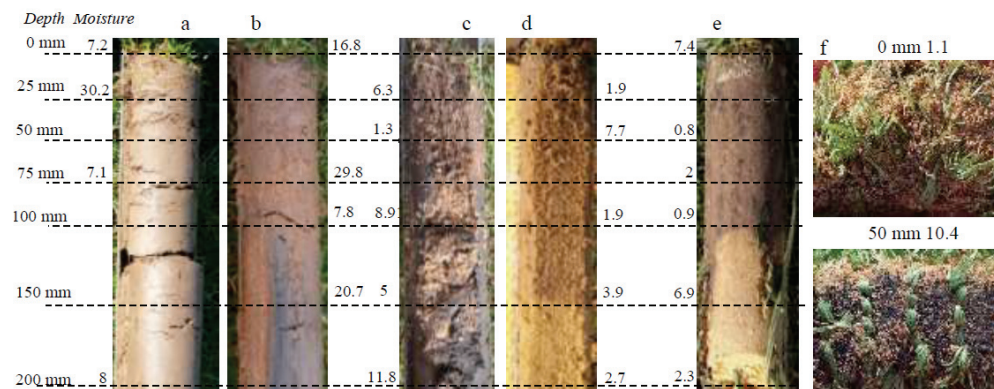 Depth Moisture a b c d e f
0 mm 7.2 16.8 7.4 0 mm 1.1
25 mm 30.2 6.3 1.9
50 mm 1.3 7.7 0.8
75 mm 7.1 29.8 2
100 mm 7.8 8.91 1.9 0.9
50 mm 10.4
150 mm 20.7 5 3.9 6.9
200 mm 8 11.8 2.7 2.3